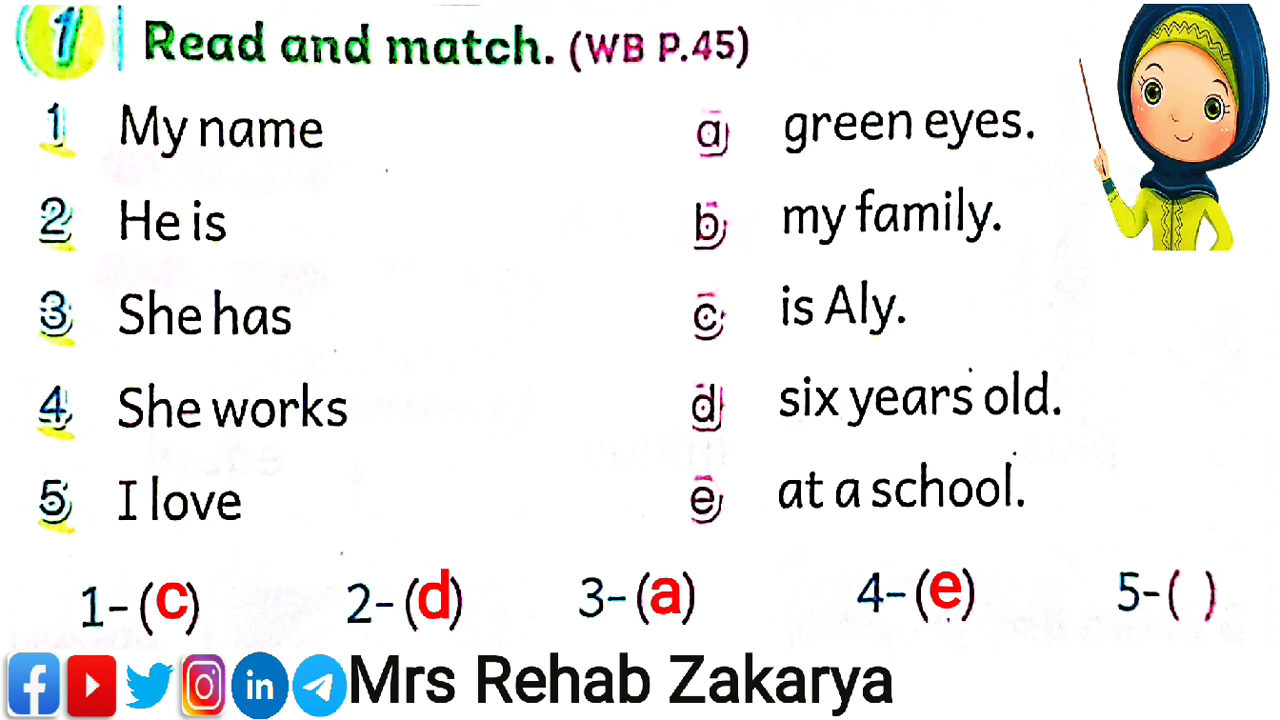 1 Read and match. (WB P.45)
1 My name a green eyes.
2 He is b my family.
3 She has c is Aly.
4 She works d six years old.
5 I love e at a school.
1- (c) 2- (d) 3- (a) 4- (e) 5- ( )
Mrs Rehab Zakarya